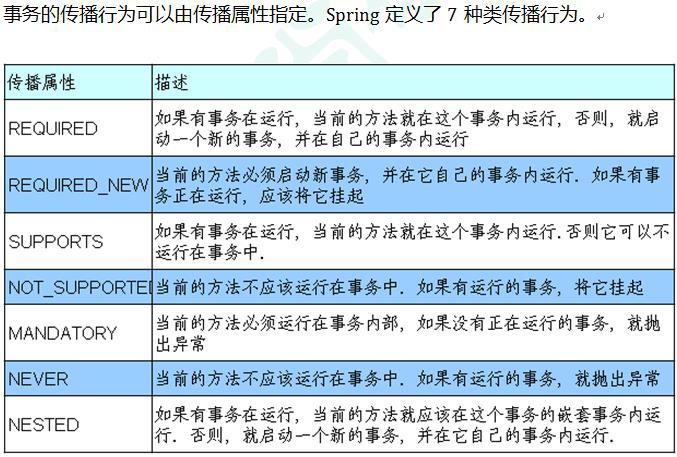 事务的传播行为可以由传播属性指定。Spring 定义了 7 种类传播行为。
传播属性 描述
REQUIRED
如果有事务在运行, 当前的方法就在这个事务内运行, 否则, 就启
动一个新的事务, 并在自己的事务内运行
REQUIRED_NEW
当前的方法必须启动新事务, 并在它自己的事务内运行. 如果有事
务正在运行, 应该将它挂起
SUPPORTS
如果有事务在运行, 当前的方法就在这个事务内运行. 否则它可以不
运行在事务中.
NOT_SUPPORTED 当前的方法不应该运行在事务中. 如果有运行的事务, 将它挂起
MANDATORY
当前的方法必须运行在事务内部, 如果没有正在运行的事务, 就抛
出异常
NEVER 当前的方法不应该运行在事务中. 如果有运行的事务, 就抛出异常
NESTED
如果有事务在运行, 当前的方法就应该在这个事务的嵌套事务内运
行. 否则, 就启动一个新的事务, 并在它自己的事务内运行.